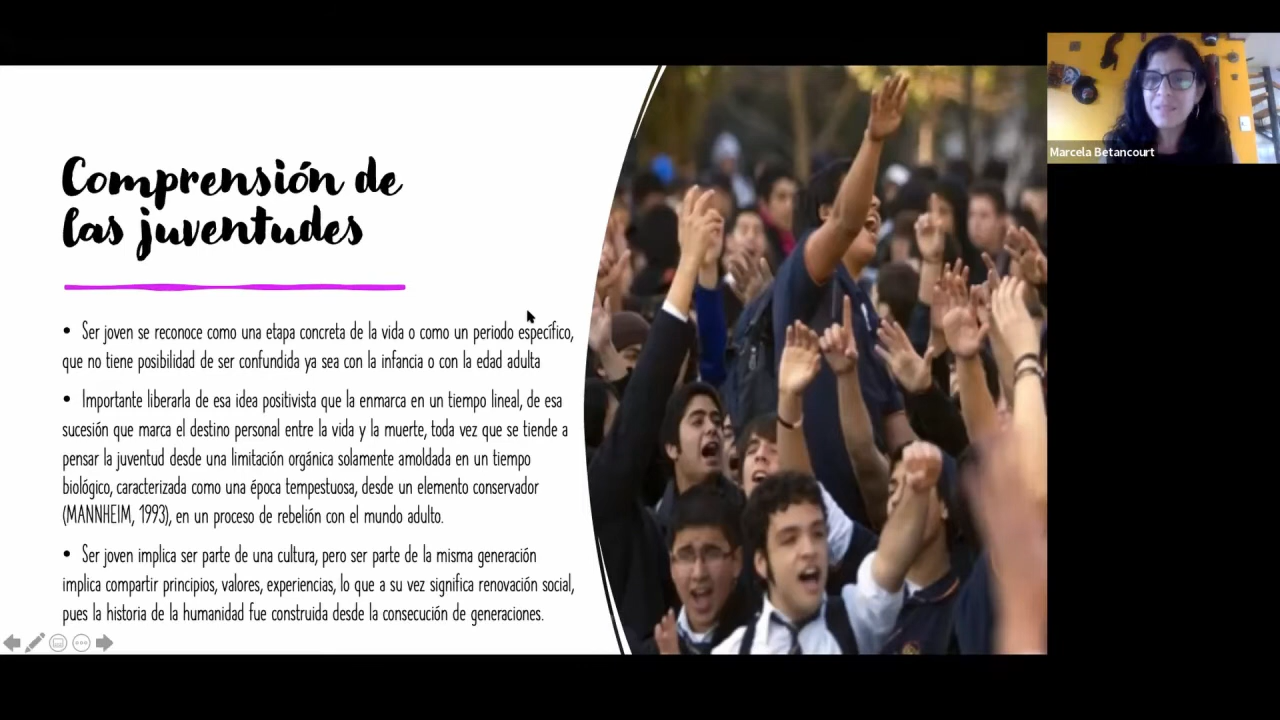 Comprensión de
las juventudes
• Ser joven se reconoce como una etapa concreta de la vida o como un periodo específico,
que no tiene posibilidad de ser confundida ya sea con la infancia o con la edad adulta
• Importante liberarla de esa idea positivista que la enmarca en un tiempo lineal, de esa
sucesión que marca el destino personal entre la vida y la muerte, toda vez que se tiende a
pensar la juventud desde una limitación orgánica solamente amoldada en un tiempo
biológico, caracterizada como una época tempestuosa, desde un elemento conservador
(MANNHEIM, 1993), en un proceso de rebelión con el mundo adulto.
• Ser joven implica ser parte de una cultura, pero ser parte de la misma generación
implica compartir principios, valores, experiencias, lo que a su vez significa renovación social,
pues la historia de la humanidad fue construida desde la consecución de generaciones.
Marcela Betancourt